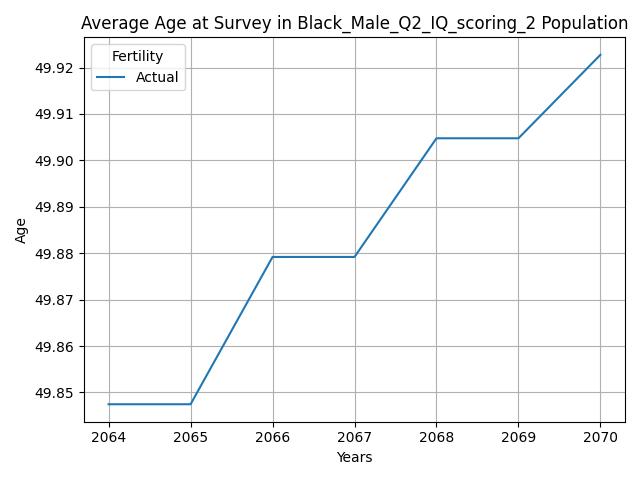 Average Age at Survey in Black_Male_Q2_IQ_scoring_2 Population
Fertility
Actual
49.92
49.91
49.90
49.89
49.88
49.87
49.86
49.85
Age
2064 2065 2066 2067 2068 2069 2070
Years